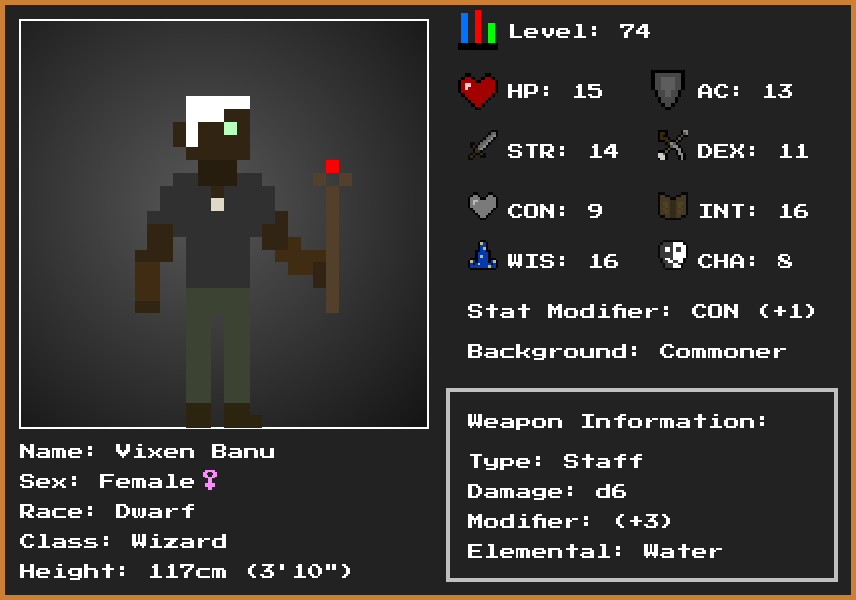 Level: 74
HP: 15 AC: 13
STR: 14 DEX: 11
CON: 9 INT: 16
WIS: 16 CHA: 8
Stat Modifier: CON (+1)
Background: Commoner
Weapon Information:
Type: Staff
Damage: d6
Modifier: (+3)
Elemental: Water
Name: Vixen Banu
Sex: Female♀
Race: Dwarf
Class: Wizard
Height: 117cm (3'10")